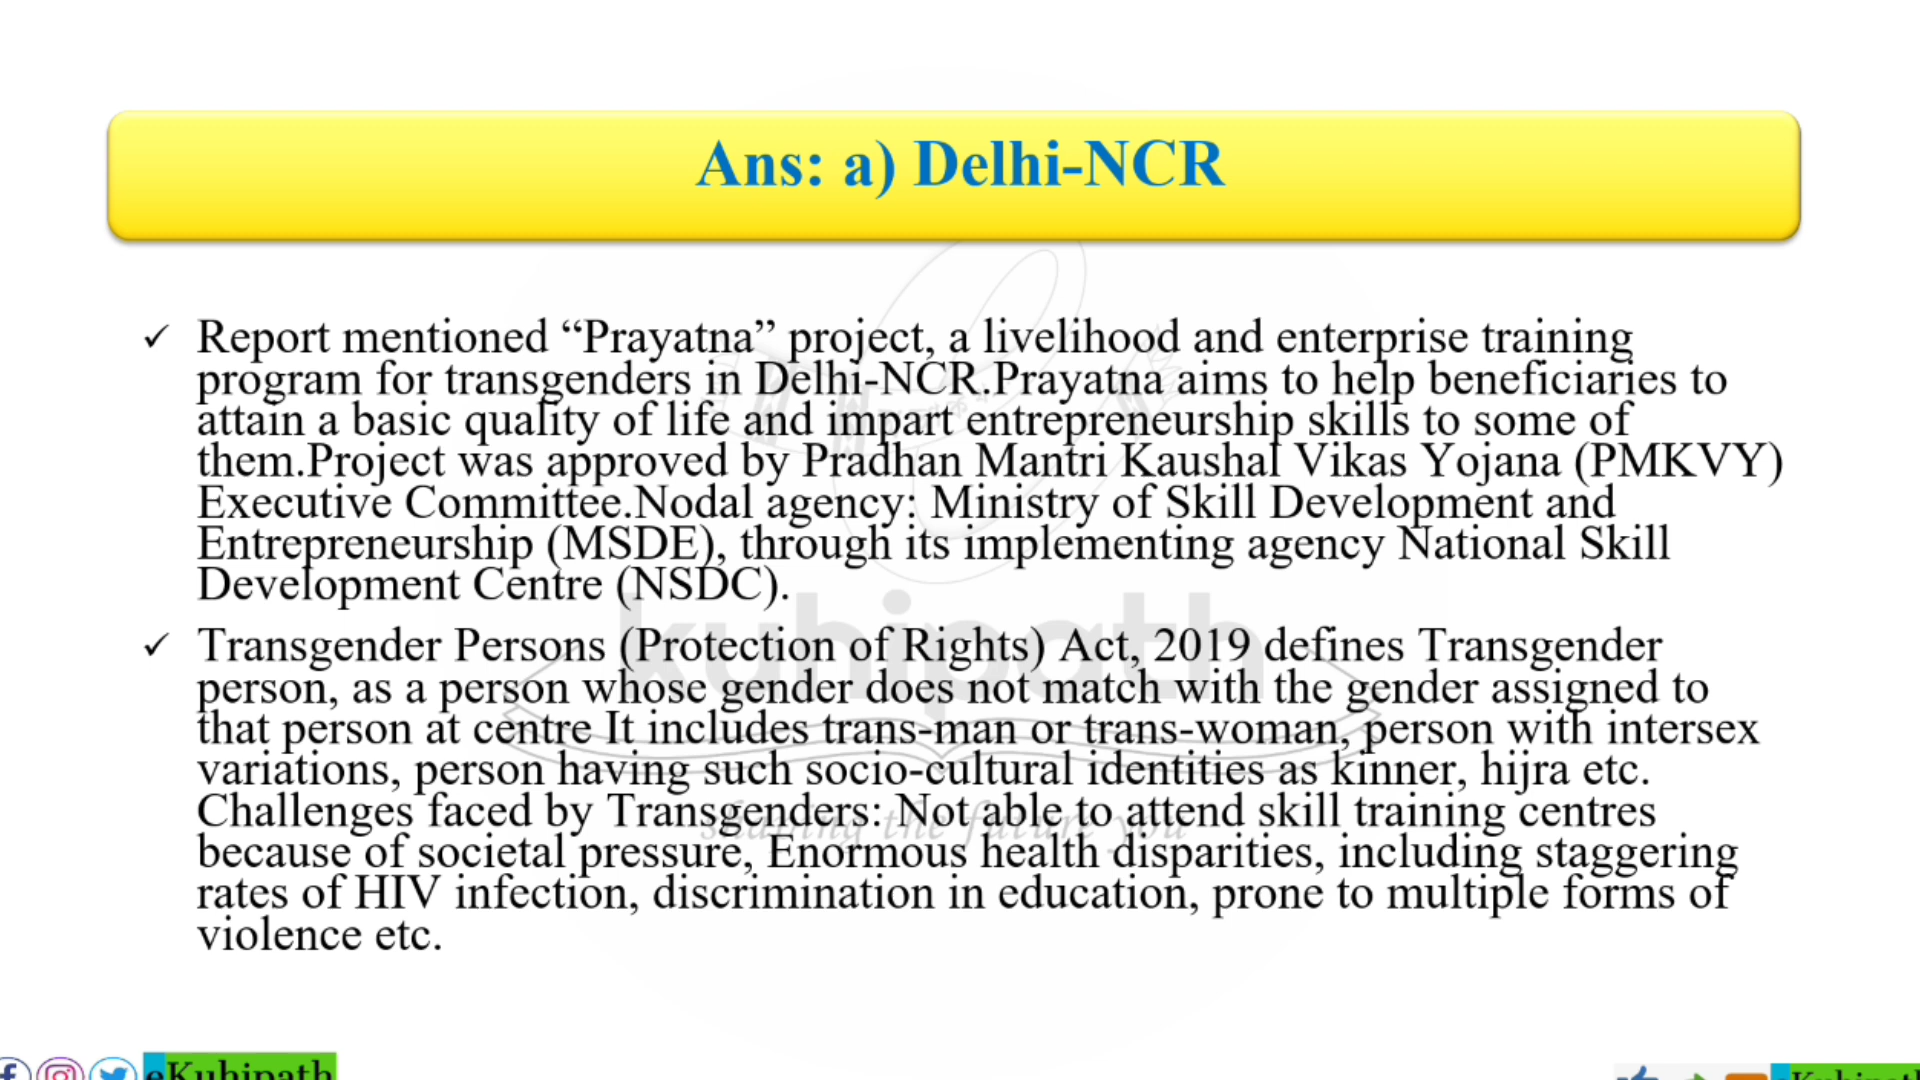 Ans: a) Delhi-NCR
✓ Report mentioned “Prayatna” project, a livelihood and enterprise training
program for transgenders in Delhi-NCR.Prayatna aims to help beneficiaries to
attain a basic quality of life and impart entrepreneurship skills to some of
them.Project was approved by Pradhan Mantri Kaushal Vikas Yojana (PMKVY)
Executive Committee.Nodal agency: Ministry of Skill Development and
Entrepreneurship (MSDE), through its implementing agency National Skill
Development Centre (NSDC).
kuhipath
✓ Transgender Persons (Protection of Rights) Act, 2019 defines Transgender
person, as a person whose gender does not match with the gender assigned to
that person at centre It includes trans-man or trans-woman, person with intersex
variations, person having such socio-cultural identities as kinner, hijra etc.
Challenges faced by Transgenders: Not able to attend skill training centres
shaping the future you
because of societal pressure, Enormous health disparities, including staggering
rates of HIV infection, discrimination in education, prone to multiple forms of
violence etc.
eKuhipath